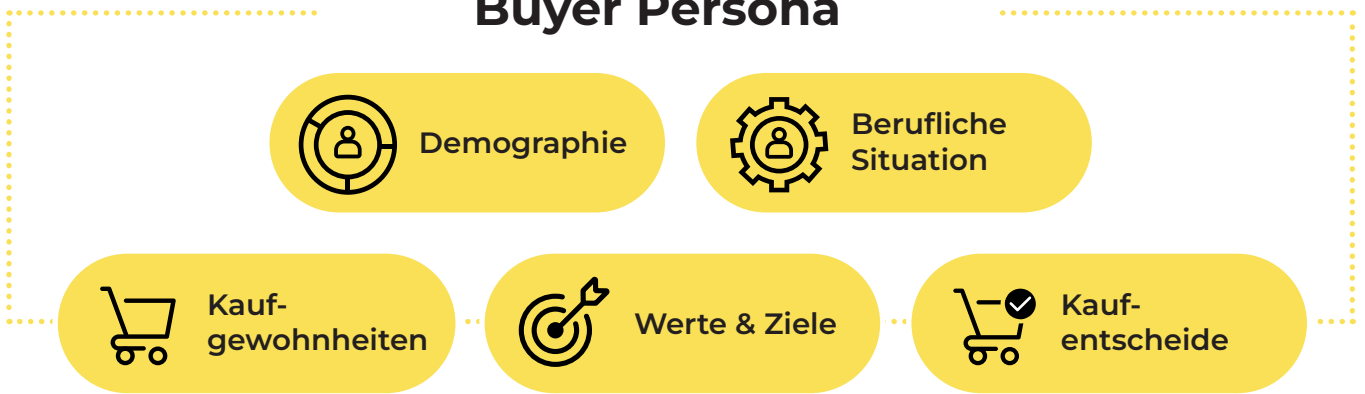 Buyer Persona
Demographie
Berufliche
Situation
Kauf-
gewohnheiten
Werte & Ziele
Kauf-
entscheide